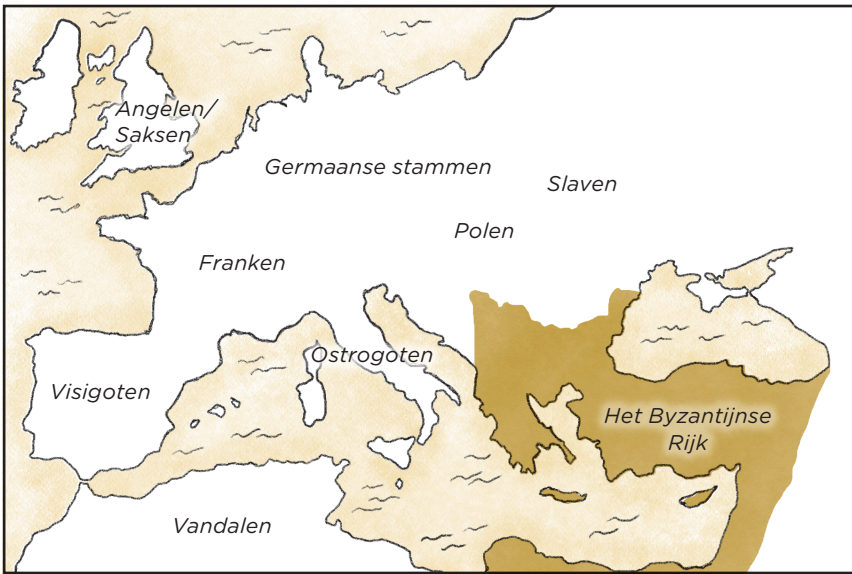 Angelen/
Saksen
Germaanse stammen
Slaven
Polen
Franken
Ostrogoten
Visigoten
Het Byzantijnse
Rijk
Vandalen